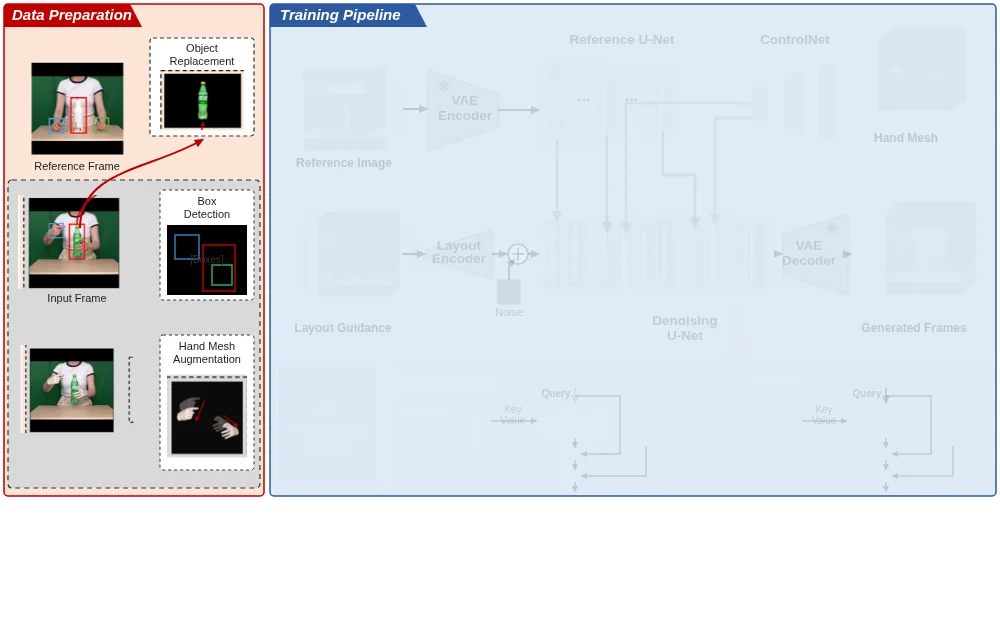 Data Preparation
Object
Replacement
Reference Frame
Box
Detection
[Boxes]
Input Frame
Hand Mesh
Augmentation
Training Pipeline
Reference U-Net
ControlNet
VAE
Encoder
...
...
Hand Mesh
Reference Image
Layout
Encoder
VAE
Decoder
Noise
Layout Guidance
Denoising
U-Net
Generated Frames
Query
Key
Value
Query
Key
Value